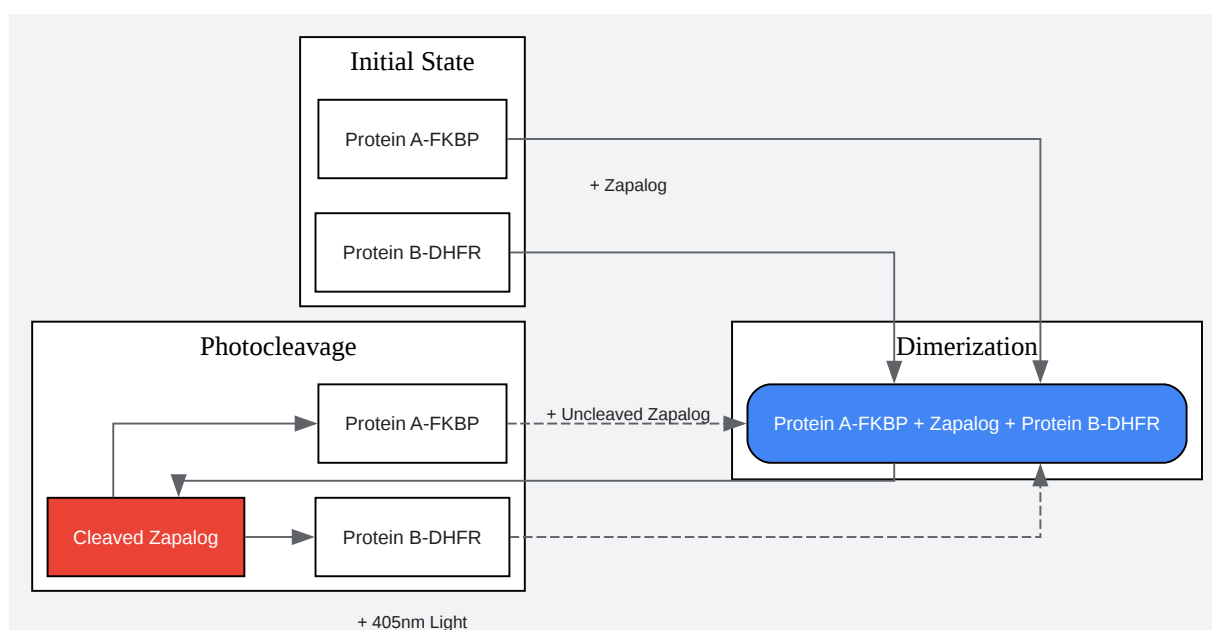 Initial State
Protein A-FKBP
+ Zapalog
Protein B-DHFR
Photocleavage
Dimerization
Protein A-FKBP
+ Uncleaved Zapalog
Protein A-FKBP + Zapalog + Protein B-DHFR
Cleaved Zapalog
Protein B-DHFR
+ 405nm Light